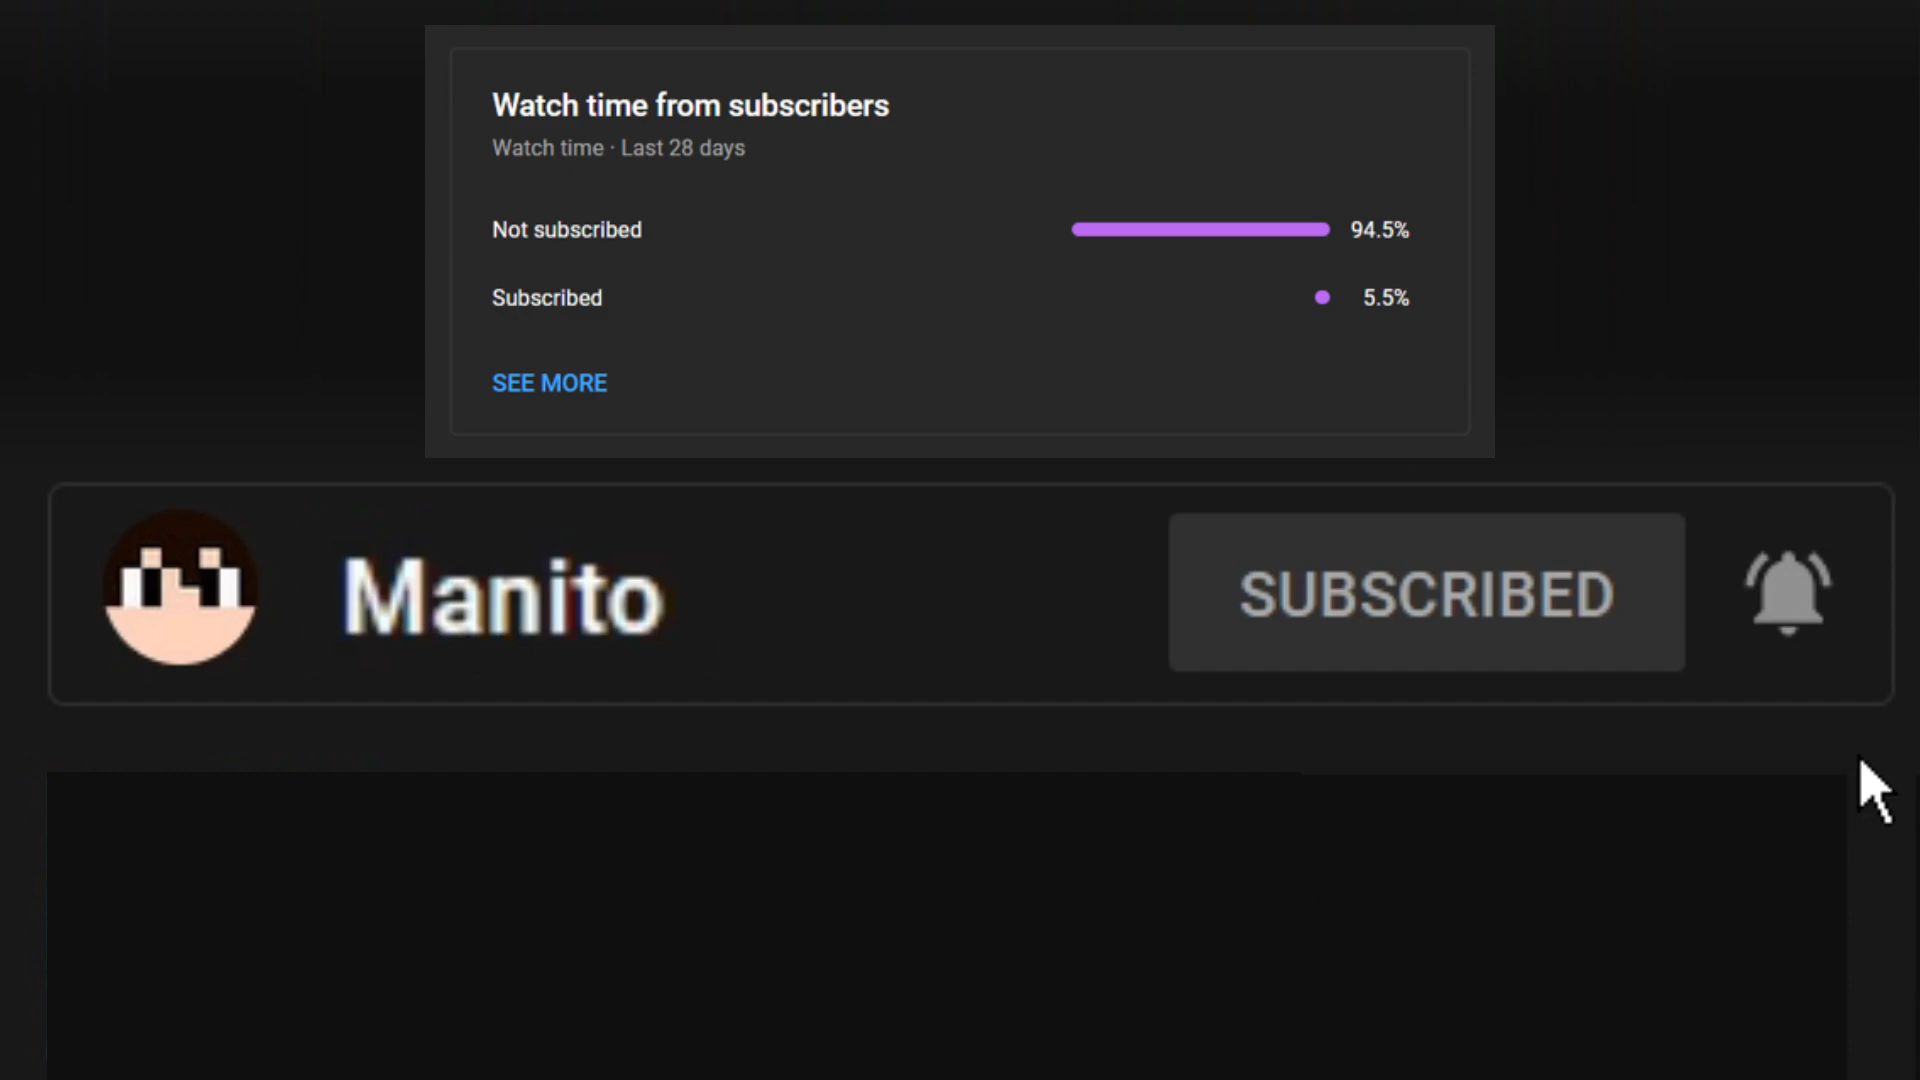 Watch time from subscribers
Watch time · Last 28 days
Not subscribed 94.5%
Subscribed 5.5%
SEE MORE
Manito SUBSCRIBED